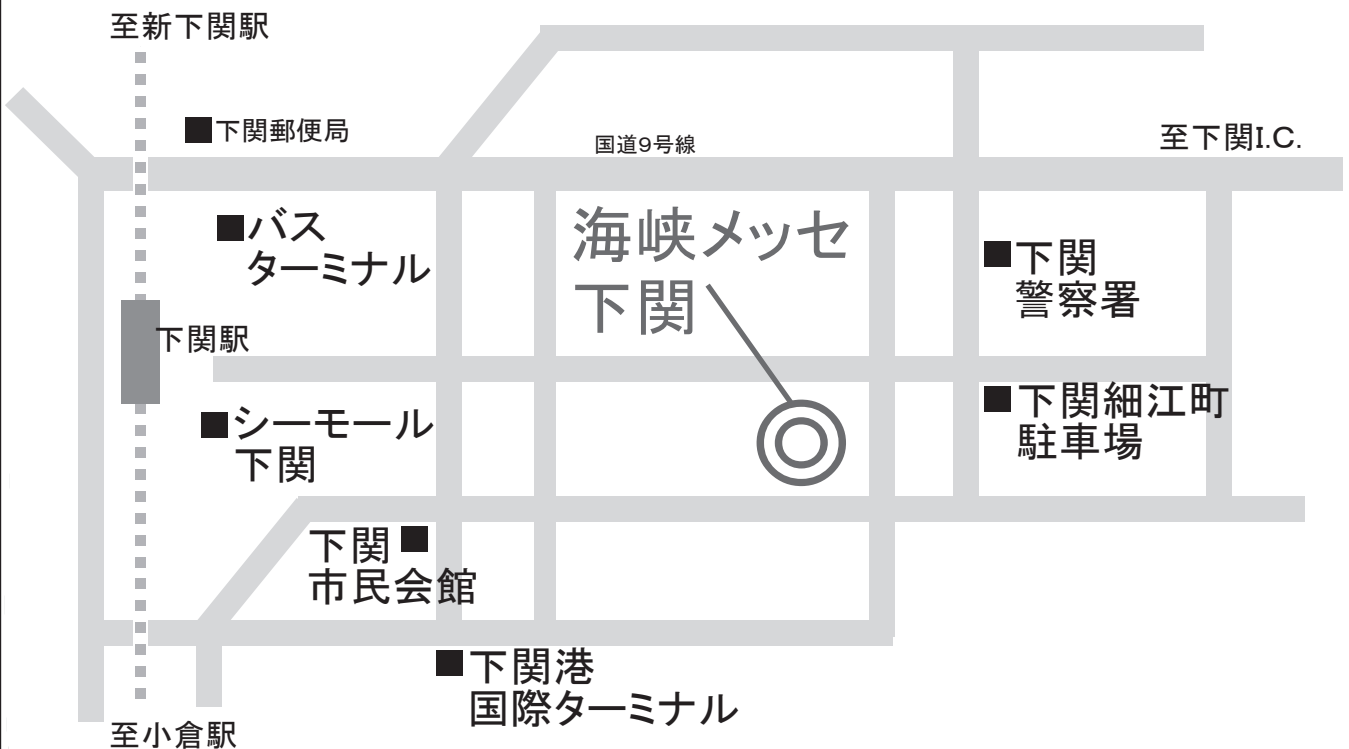 至新下関駅
下関郵便局
国道9号線
至下関I.C.
バス
ターミナル
海峡メッセ
下関
下関
警察署
下関駅
シーモール
下関
下関細江町
駐車場
下関
市民会館
下関港
国際ターミナル
至小倉駅